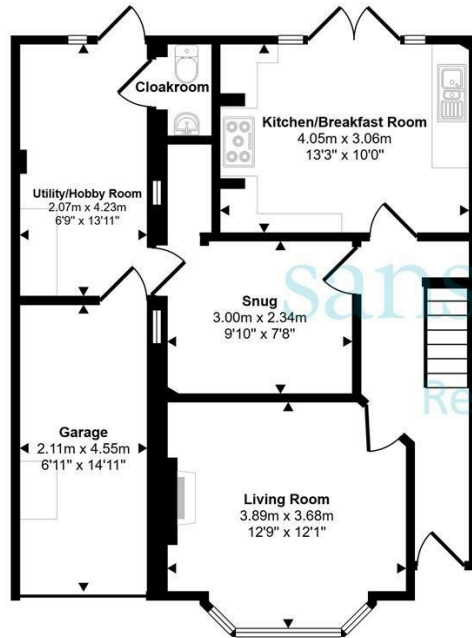 Cloakroom
Kitchen/Breakfast Room
4.05m x 3.06m
13'3" x 10'0"
Utility/Hobby Room
2.07m x 4.23m
6'9" x 13'11"
Snug
3.00m x 2.34m
9'10" x 7'8"
sans
Re
Garage
2.11m x 4.55m
6'11" x 14'11"
Living Room
3.89m x 3.68m
12'9" x 12'1"